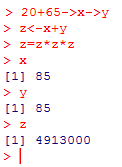 > 20+65->x->y
> z<-x+y
> z=z*z*z
> x
[1] 85
> y
[1] 85
> z
[1] 4913000
>